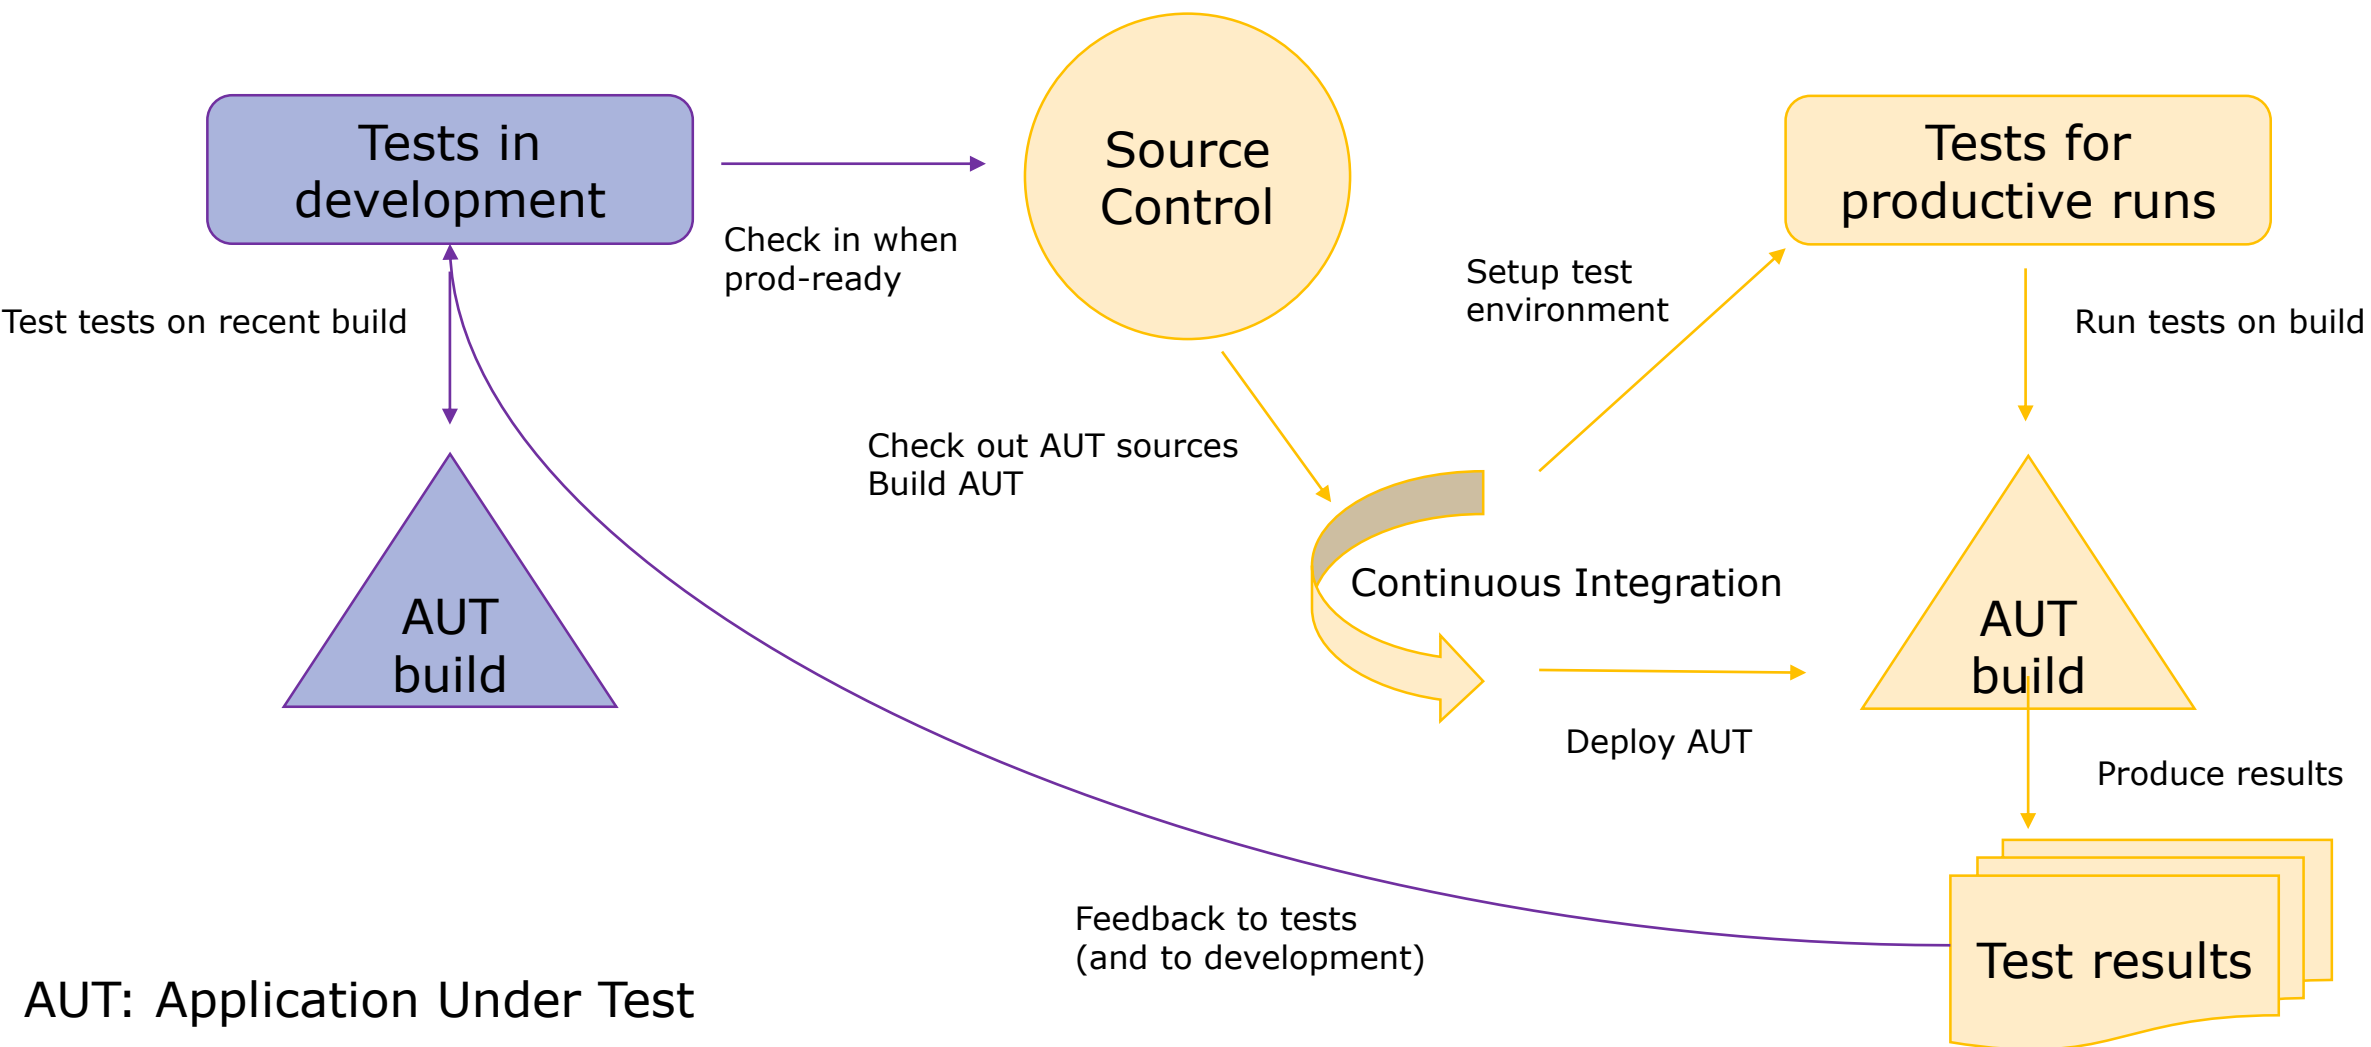 Tests in
development
Source
Control
Tests for
productive runs
Check in when
prod-ready
Setup test
environment
Test tests on recent build
Run tests on build
Check out AUT sources
Build AUT
Continuous Integration
AUT
build
AUT
build
Deploy AUT
Produce results
Feedback to tests
(and to development)
Test results
AUT: Application Under Test